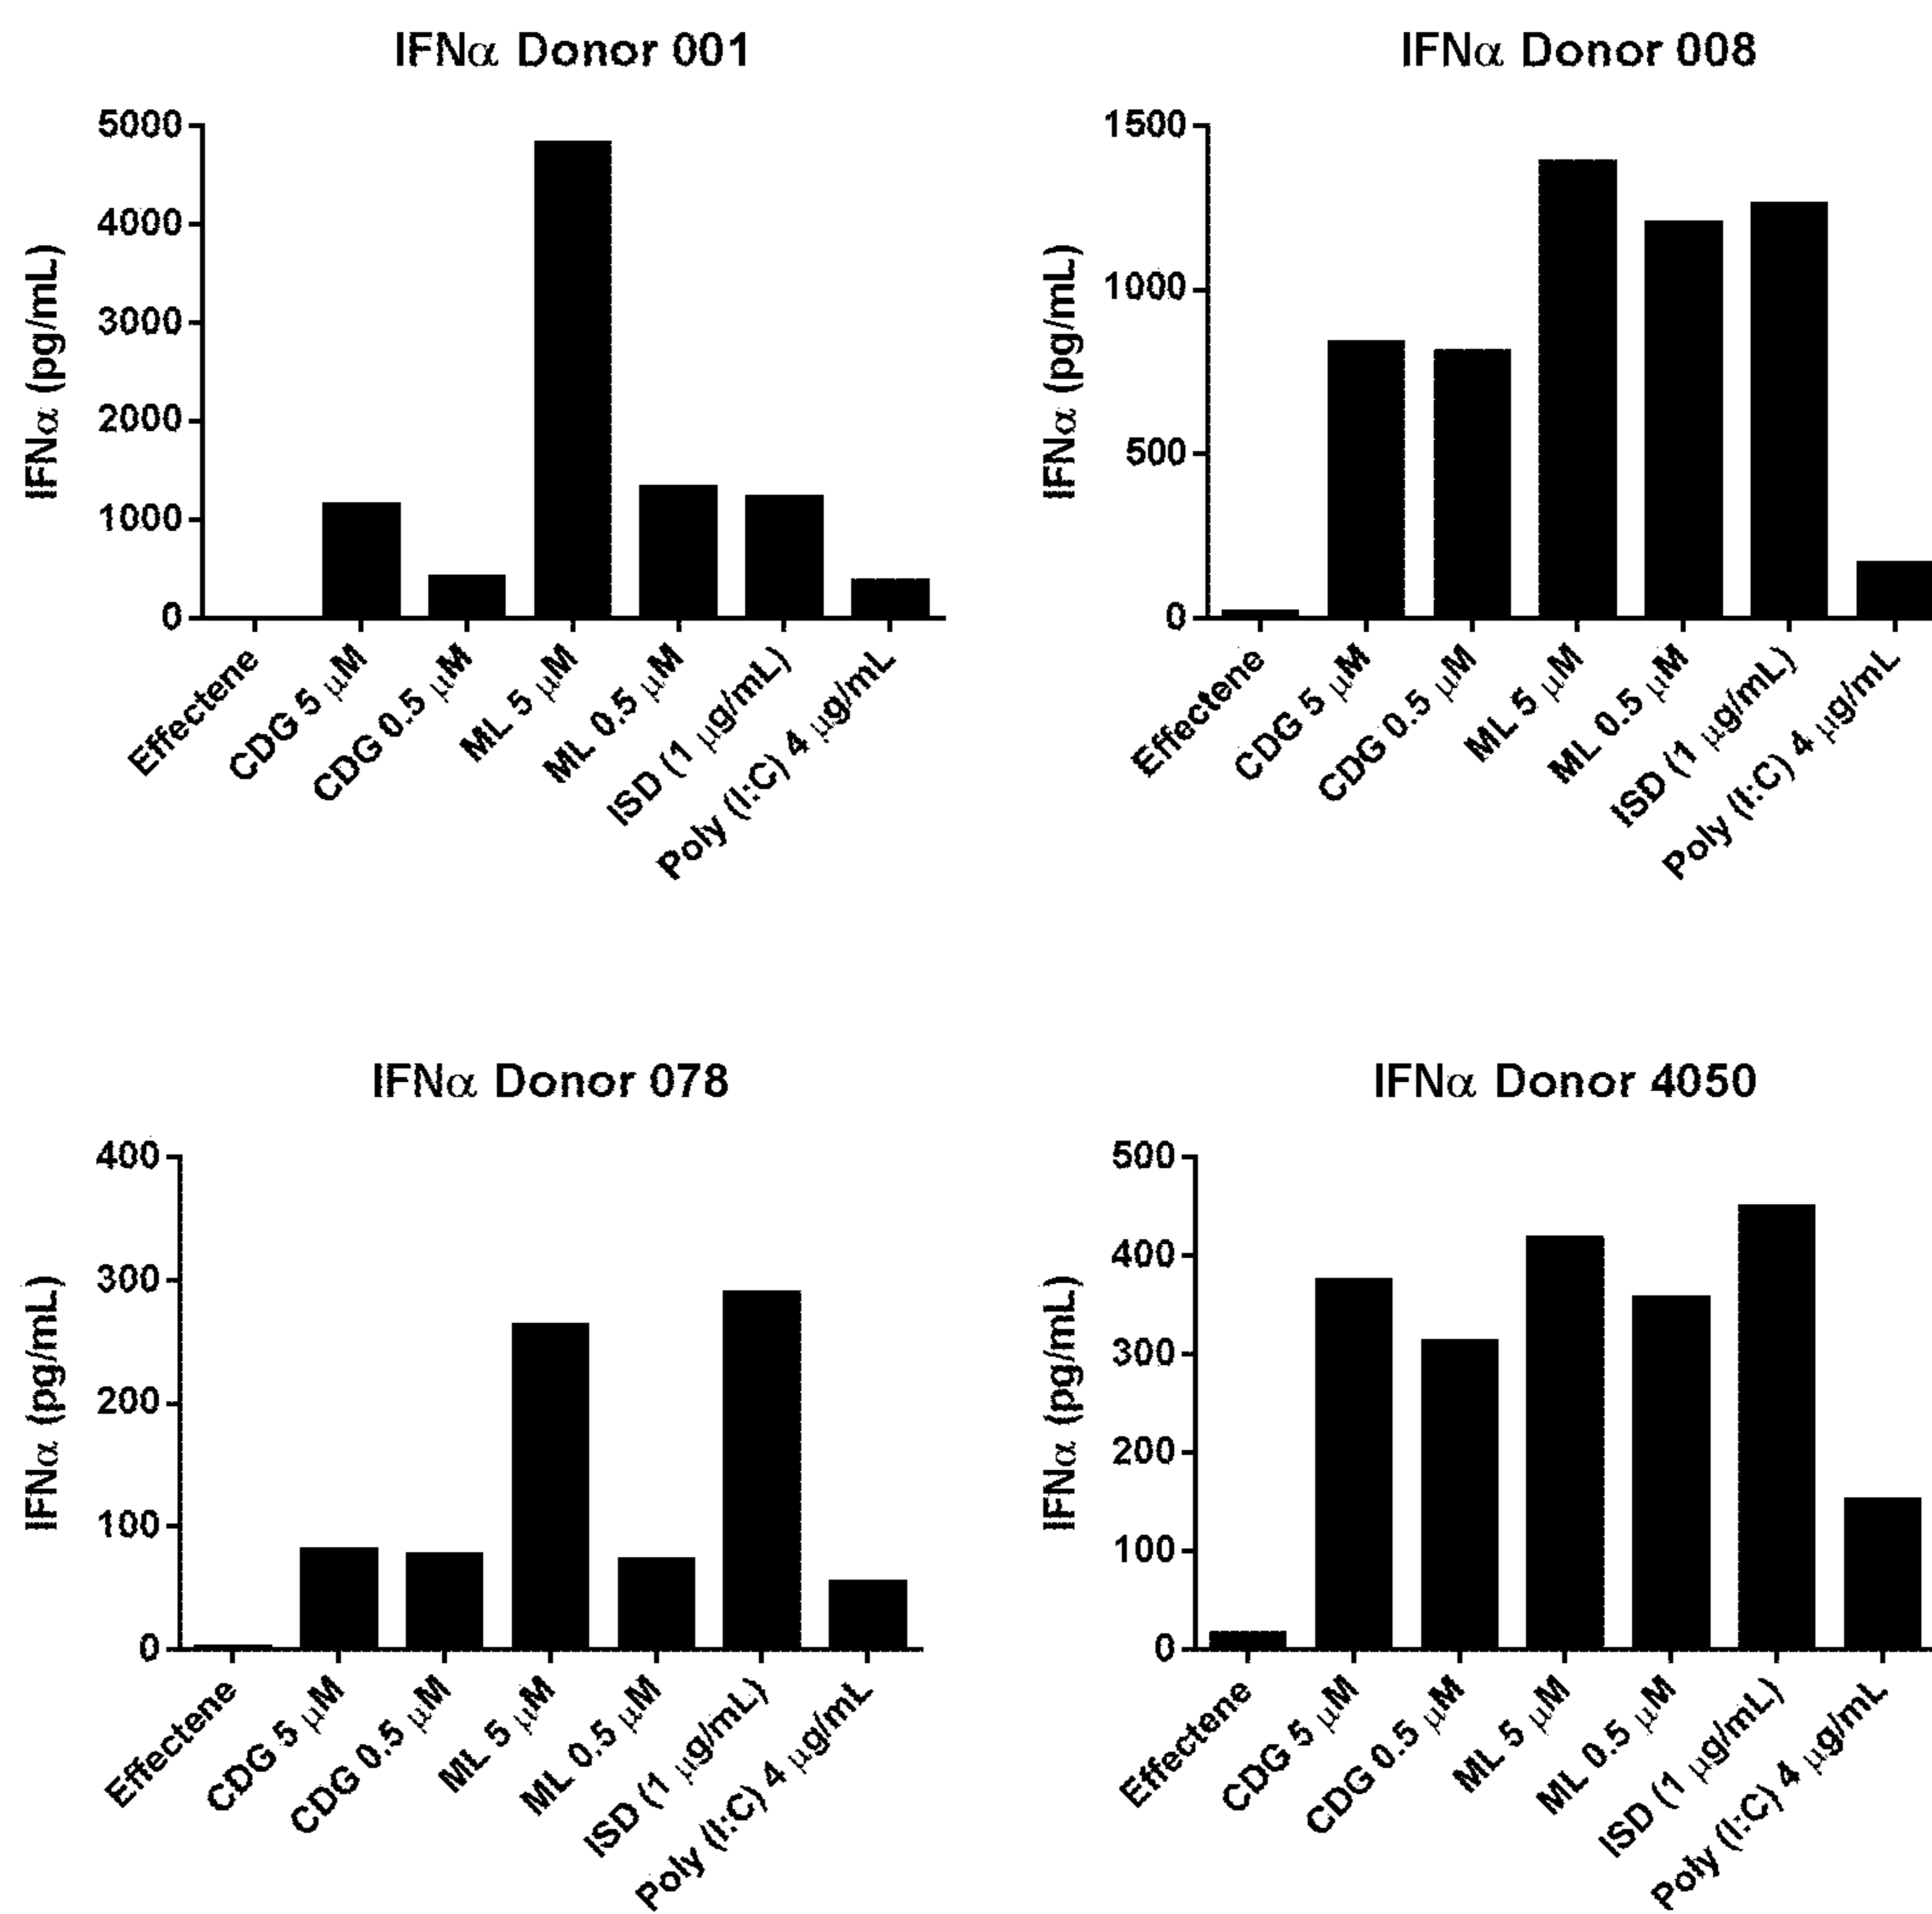 IFNα Donor 001
IFNα (pg/mL)
5000
4000
3000
2000
1000
0
Effectene
CDG 5 μM
CDG 0.5 μM
ML 5 μM
ML 0.5 μM
ISD (1 μg/mL)
Poly (I:C) 4 μg/mL
IFNα Donor 008
IFNα (pg/mL)
1500
1000
500
0
Effectene
CDG 5 μM
CDG 0.5 μM
ML 5 μM
ML 0.5 μM
ISD (1 μg/mL)
Poly (I:C) 4 μg/mL
IFNα Donor 078
IFNα (pg/mL)
400
300
200
100
0
Effectene
CDG 5 μM
CDG 0.5 μM
ML 5 μM
ML 0.5 μM
ISD (1 μg/mL)
Poly (I:C) 4 μg/mL
IFNα Donor 4050
IFNα (pg/mL)
500
400
300
200
100
0
Effectene
CDG 5 μM
CDG 0.5 μM
ML 5 μM
ML 0.5 μM
ISD (1 μg/mL)
Poly (I:C) 4 μg/mL